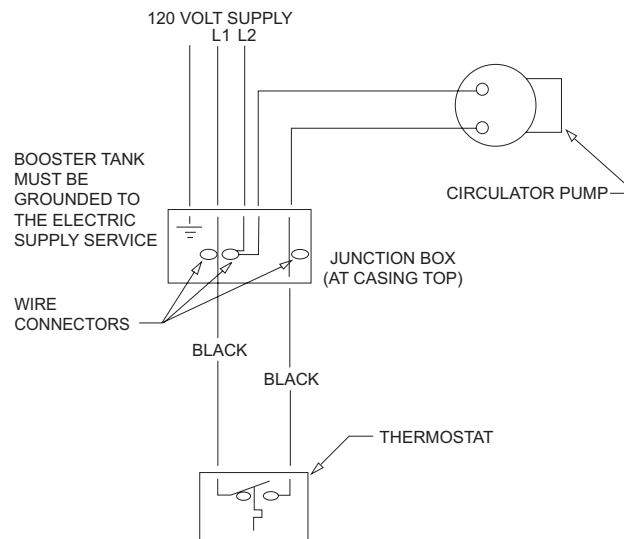 120 VOLT SUPPLY
L1 L2
BOOSTER TANK
MUST BE
GROUNDED TO
THE ELECTRIC
SUPPLY SERVICE
CIRCULATOR PUMP
JUNCTION BOX
(AT CASING TOP)
WIRE
CONNECTORS
BLACK
BLACK
THERMOSTAT